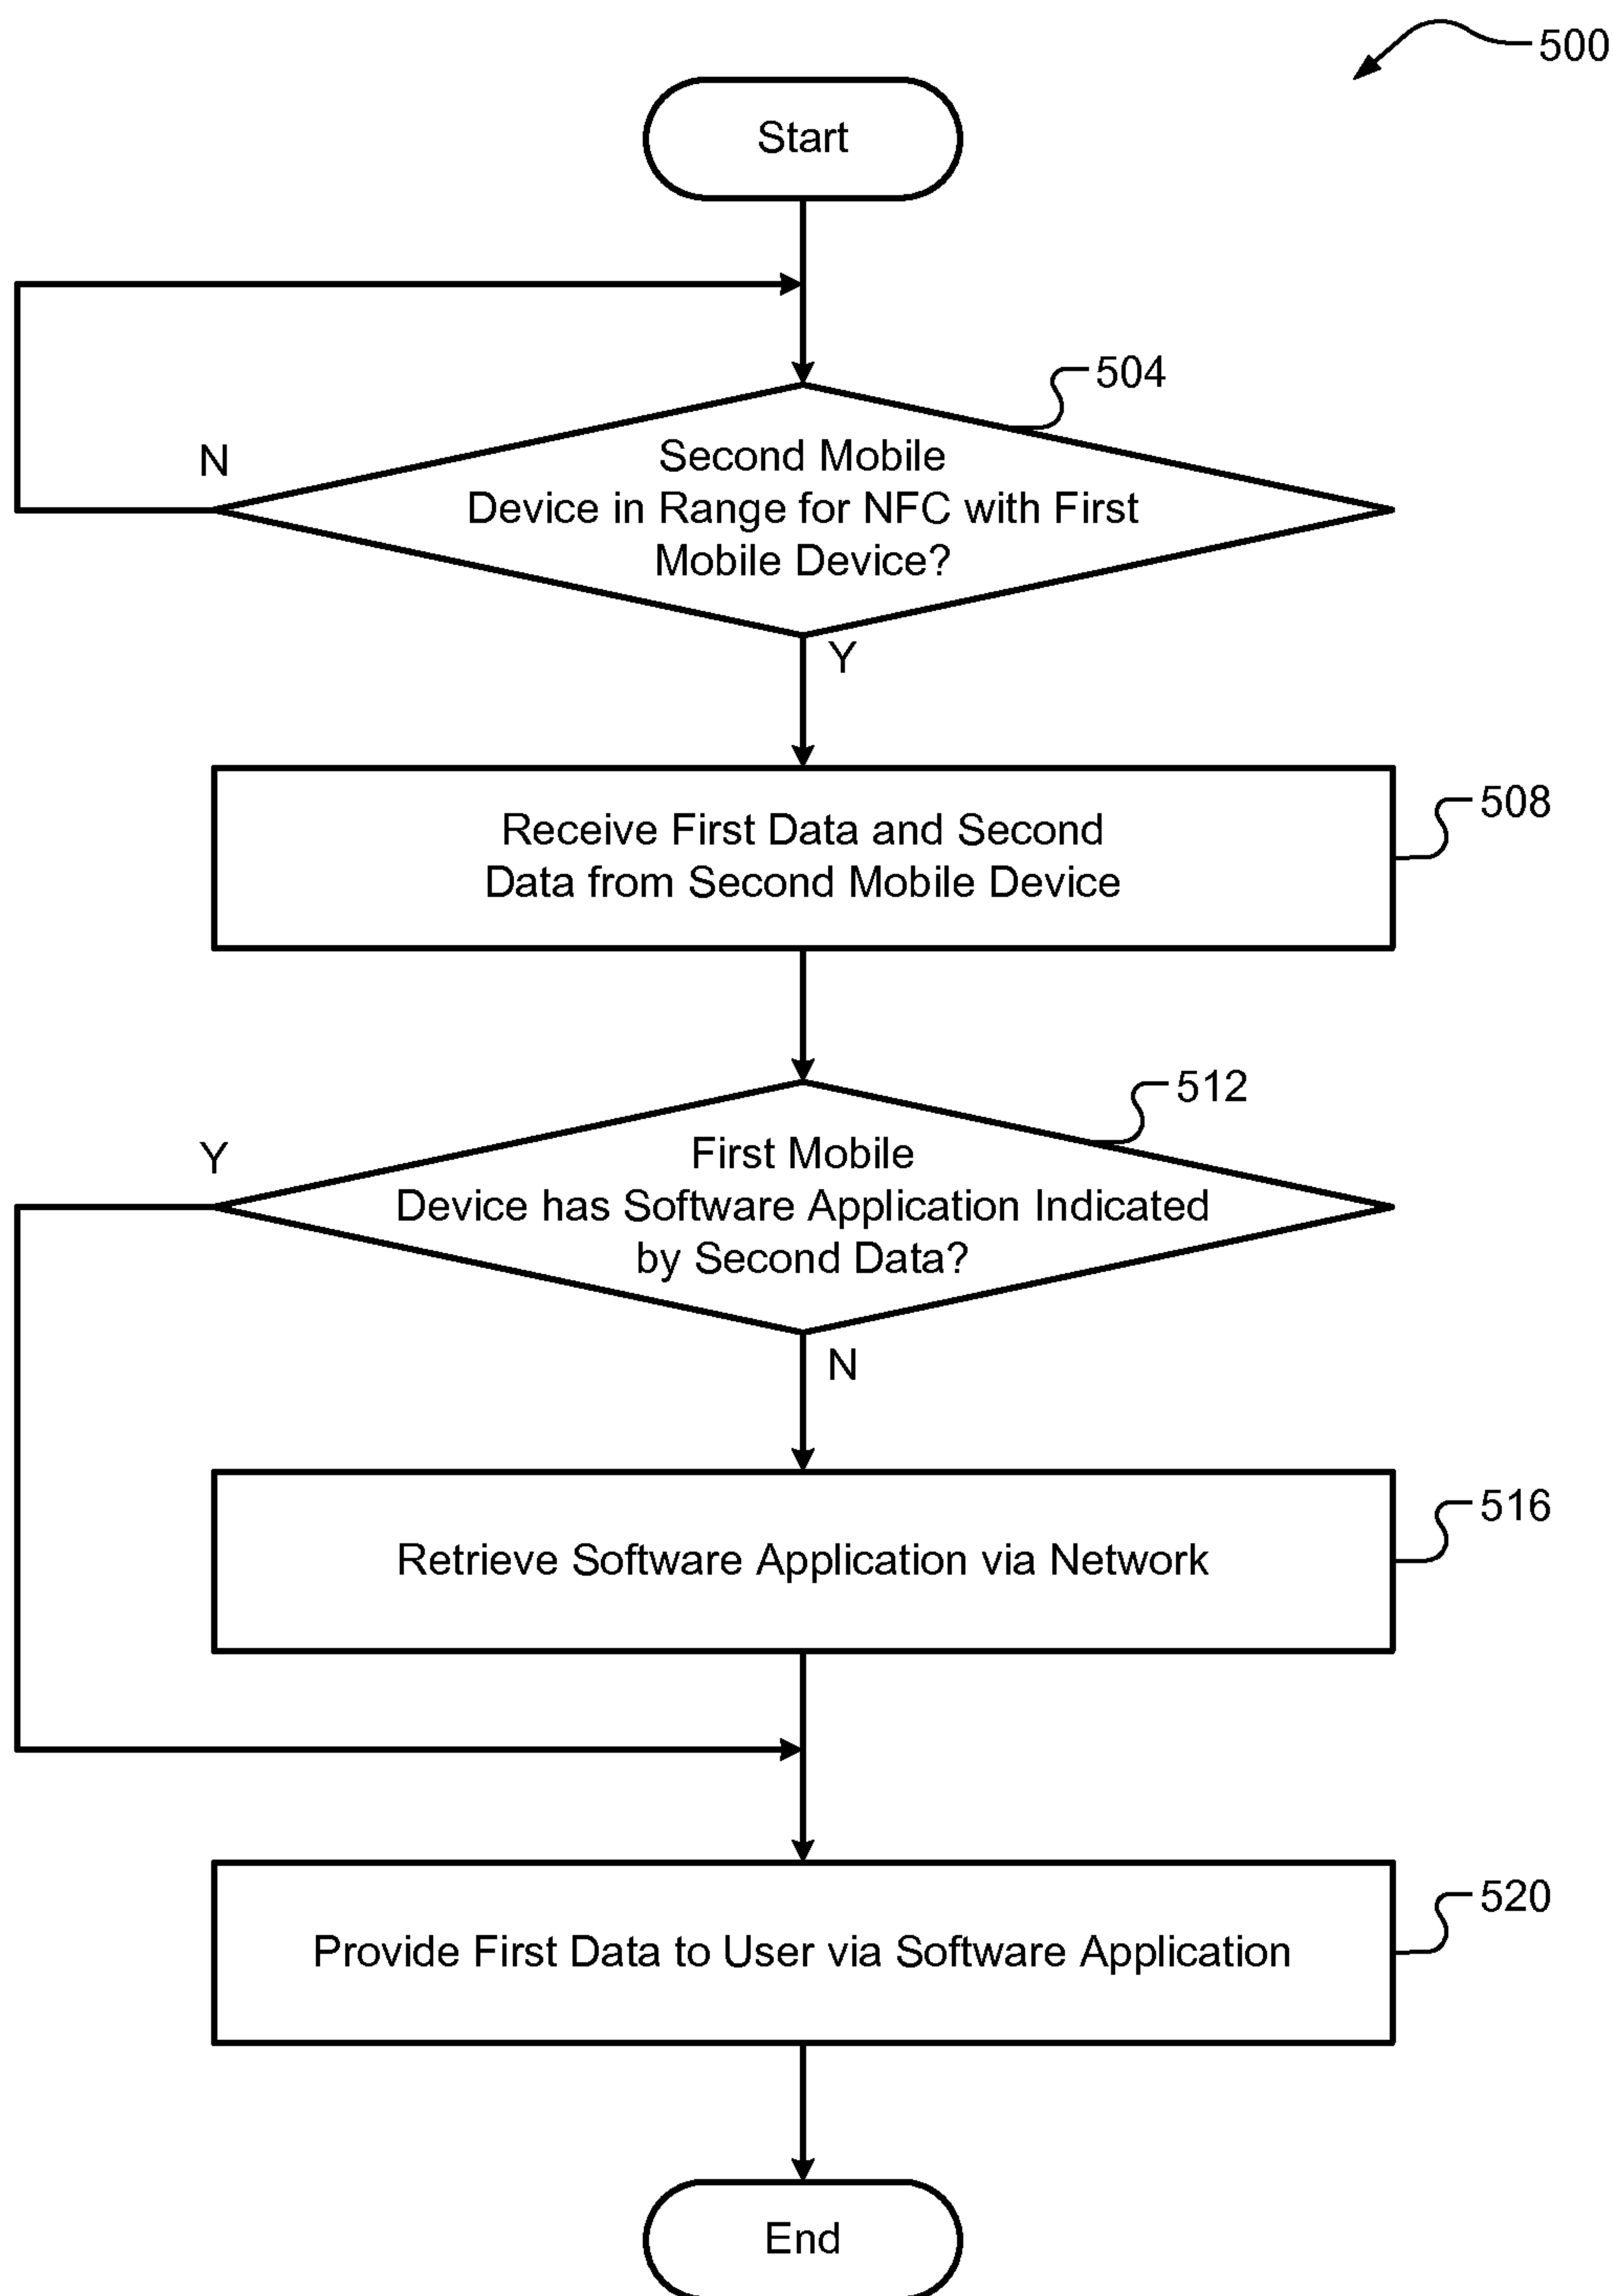 500
Start
504
N
Second Mobile
Device in Range for NFC with First
Mobile Device?
Y
508
Receive First Data and Second
Data from Second Mobile Device
512
Y
First Mobile
Device has Software Application Indicated
by Second Data?
N
516
Retrieve Software Application via Network
520
Provide First Data to User via Software Application
End